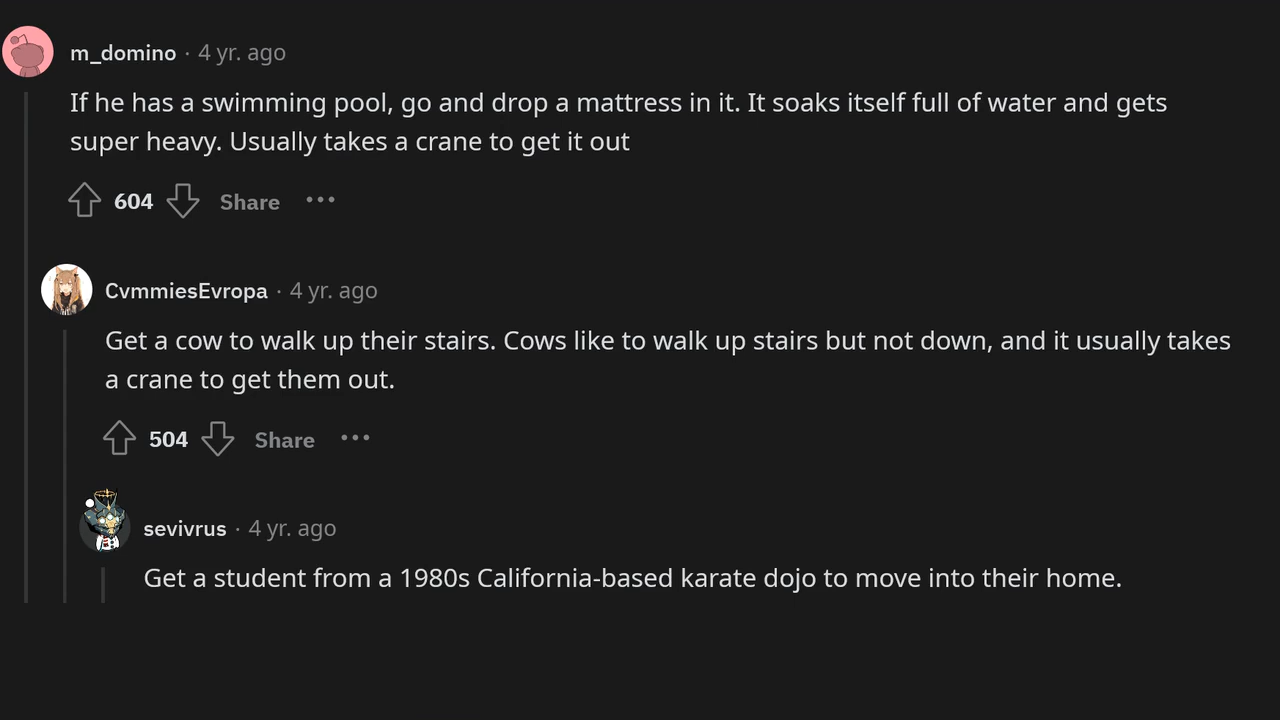 m_domino · 4 yr. ago
If he has a swimming pool, go and drop a mattress in it. It soaks itself full of water and gets
super heavy. Usually takes a crane to get it out
604 Share ···
CvmmiesEvropa · 4 yr. ago
Get a cow to walk up their stairs. Cows like to walk up stairs but not down, and it usually takes
a crane to get them out.
504 Share ···
sevivrus · 4 yr. ago
Get a student from a 1980s California-based karate dojo to move into their home.